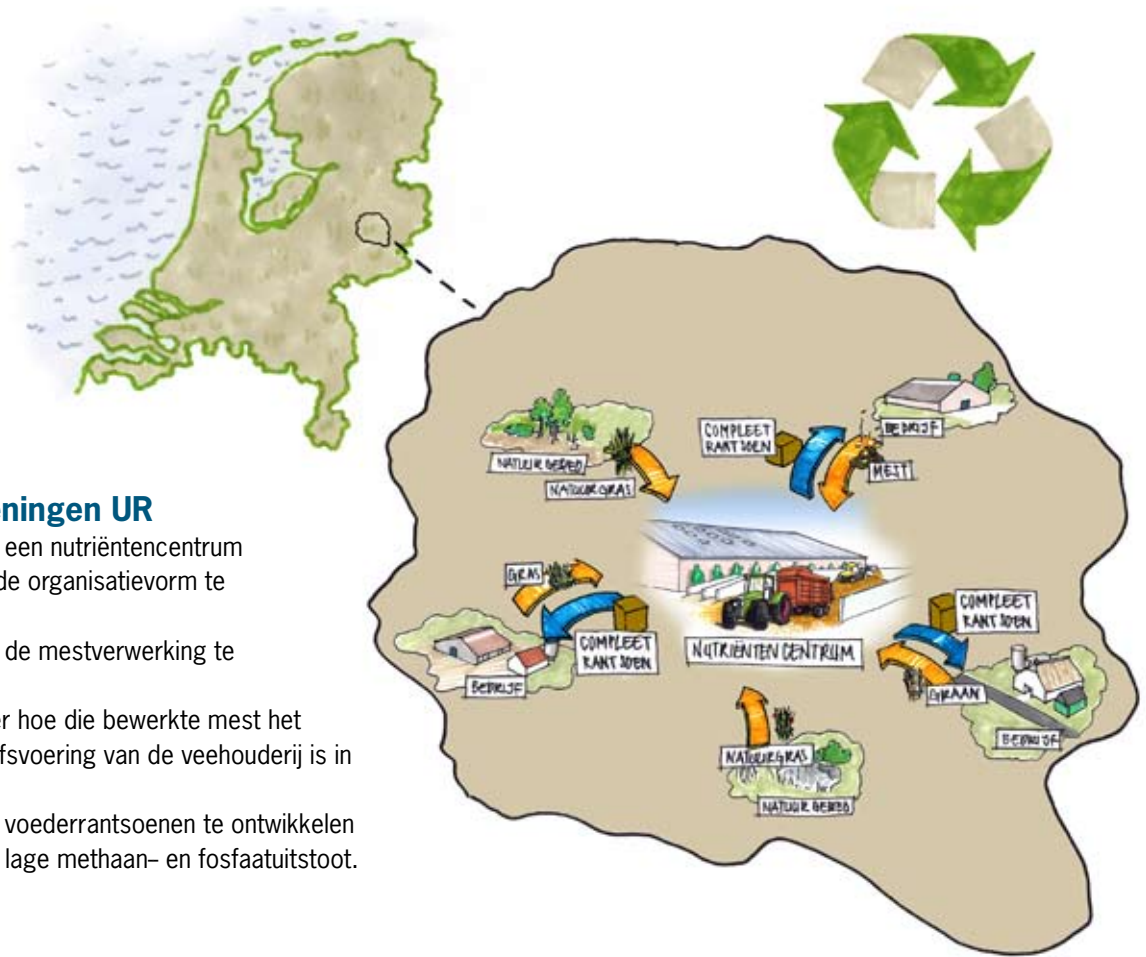 eningen UR
een nutriëntencentrum
de organisatievorm te
de mestverwerking te
er hoe die bewerkte mest het
fsvoering van de veehouderij is in
voederrantsoenen te ontwikkelen
lage methaan– en fosfaatuitstoot.
NATUURGEBIED
NATUURGRAS
COMPLEET
RANTSOEN
BEDRIJF
MEST
GRAS
COMPLEET
RANTSOEN
BEDRIJF
NUTRIËNTEN CENTRUM
COMPLEET
RANTSOEN
GRAAN
BEDRIJF
NATUURGRAS
NATUURGEBIED